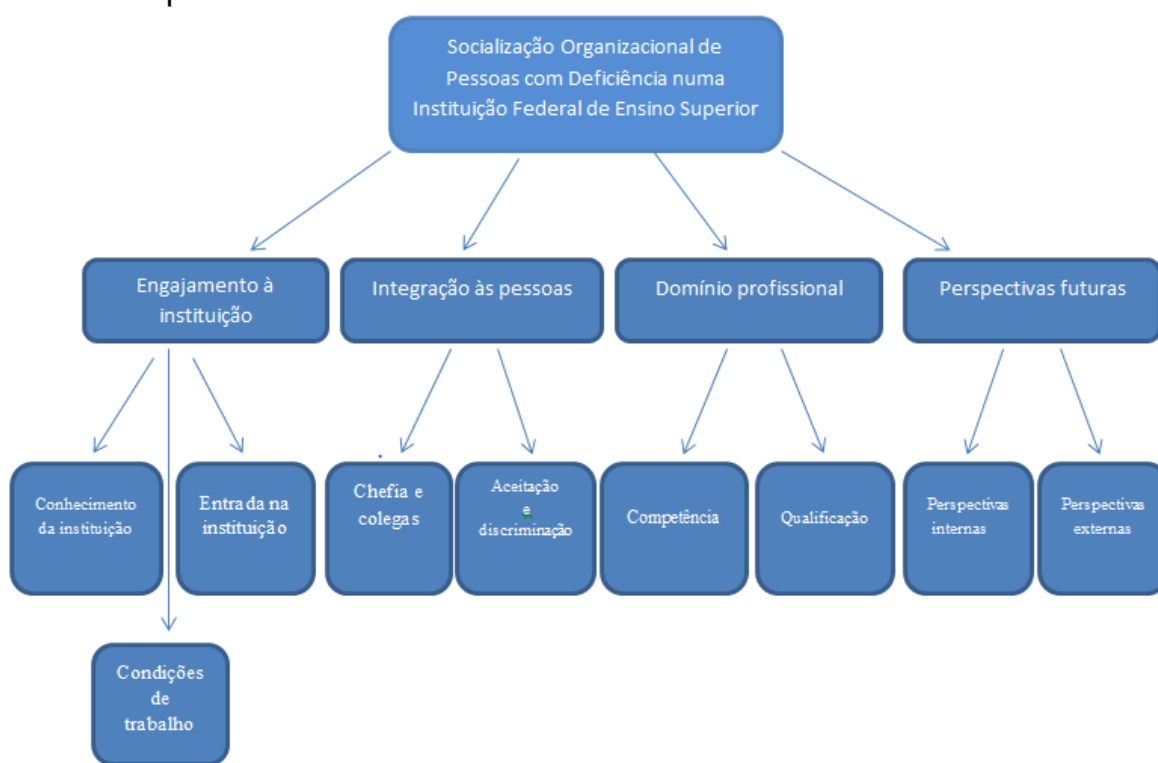 Socialização Organizacional de
Pessoas com Deficiência numa
Instituição Federal de Ensino Superior
Engajamento à
instituição
Integração às pessoas
Domínio profissional
Perspectivas futuras
Conhecimento
da instituição
Entrada na
instituição
Chefia e
colegas
Aceitação
e
discriminação
Competência
Qualificação
Perspectivas
internas
Perspectivas
externas
Condições
de
trabalho